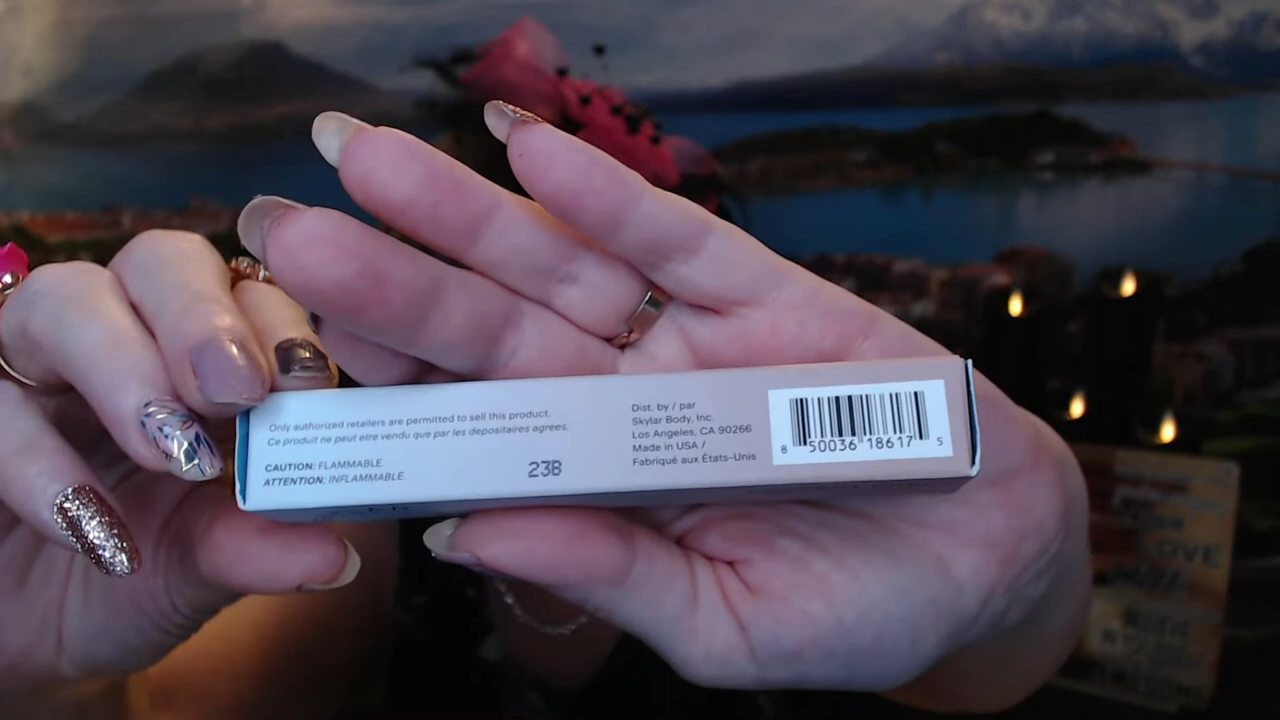 Only authorized retailers are permitted to sell this product.
Ce produit ne peut etre vendu que par les depositaires agrees.
CAUTION: FLAMMABLE.
ATTENTION: INFLAMMABLE
23B
Dist. by / par
Skylar Body, Inc.
Los Angeles, CA 90266
Made in USA /
Fabriqué aux États-Unis
8 50036 18617 5
LOVE